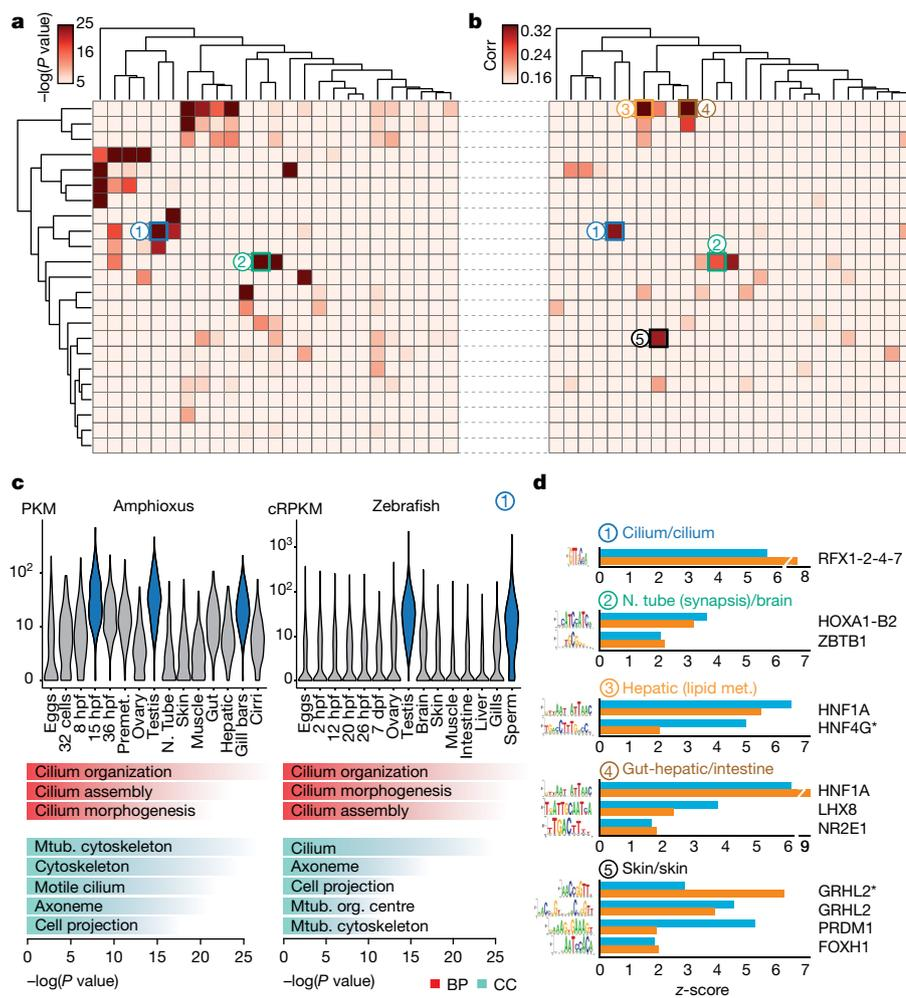 a
–log(P value)
25
16
5
b
Corr
0.32
0.24
0.16
3
4
1
1
2
2
5
c
PKM
Amphioxus
10²
10
0
Eggs
32 cells
8 hpf
15 hpf
36 hpf
Premet.
Ovary
Testis
N. Tube
Skin
Muscle
Gut
Hepatic
Gill bars
Cirri
cRPKM
Zebrafish
1
10³
10²
10
0
Eggs
2 hpf
12 hpf
20 hpf
26 hpf
7 dpf
Ovary
Testis
Brain
Skin
Muscle
Intestine
Liver
Gills
Sperm
Cilium organization
Cilium assembly
Cilium morphogenesis
Mtub. cytoskeleton
Cytoskeleton
Motile cilium
Axoneme
Cell projection
0 5 10 15 20 25
–log(P value)
Cilium organization
Cilium morphogenesis
Cilium assembly
Cilium
Axoneme
Cell projection
Mtub. org. centre
Mtub. cytoskeleton
0 5 10 15 20 25
–log(P value)
BP CC
d
1 Cilium/cilium
RFX1-2-4-7
0 1 2 3 4 5 6 8
2 N. tube (synapsis)/brain
HOXA1-B2
ZBTB1
0 1 2 3 4 5 6 7
3 Hepatic (lipid met.)
HNF1A
HNF4G*
0 1 2 3 4 5 6 7
4 Gut-hepatic/intestine
HNF1A
LHX8
NR2E1
0 1 2 3 4 5 6 9
5 Skin/skin
GRHL2*
GRHL2
PRDM1
FOXH1
0 1 2 3 4 5 6 7
z-score